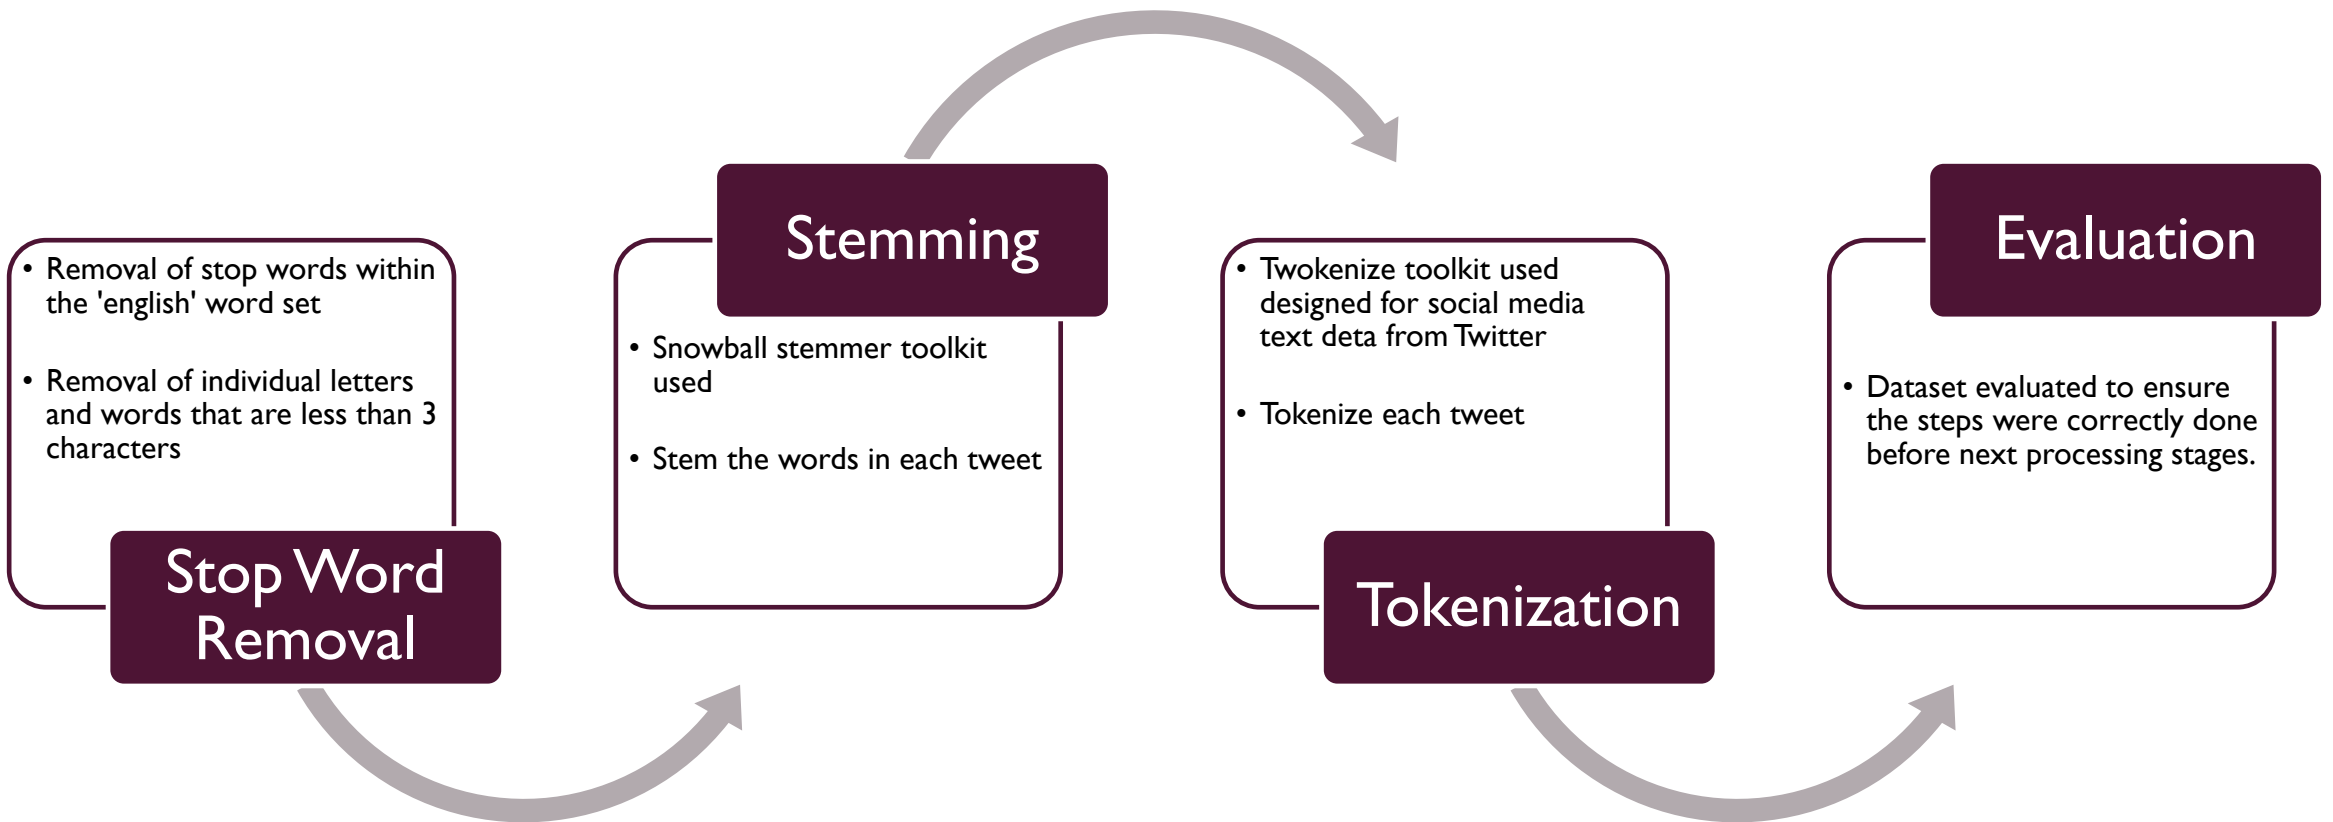 • Removal of stop words within
the 'english' word set
• Removal of individual letters
and words that are less than 3
characters
Stop Word
Removal
Stemming
• Snowball stemmer toolkit
used
• Stem the words in each tweet
• Twokenize toolkit used
designed for social media
text deta from Twitter
• Tokenize each tweet
Tokenization
Evaluation
• Dataset evaluated to ensure
the steps were correctly done
before next processing stages.